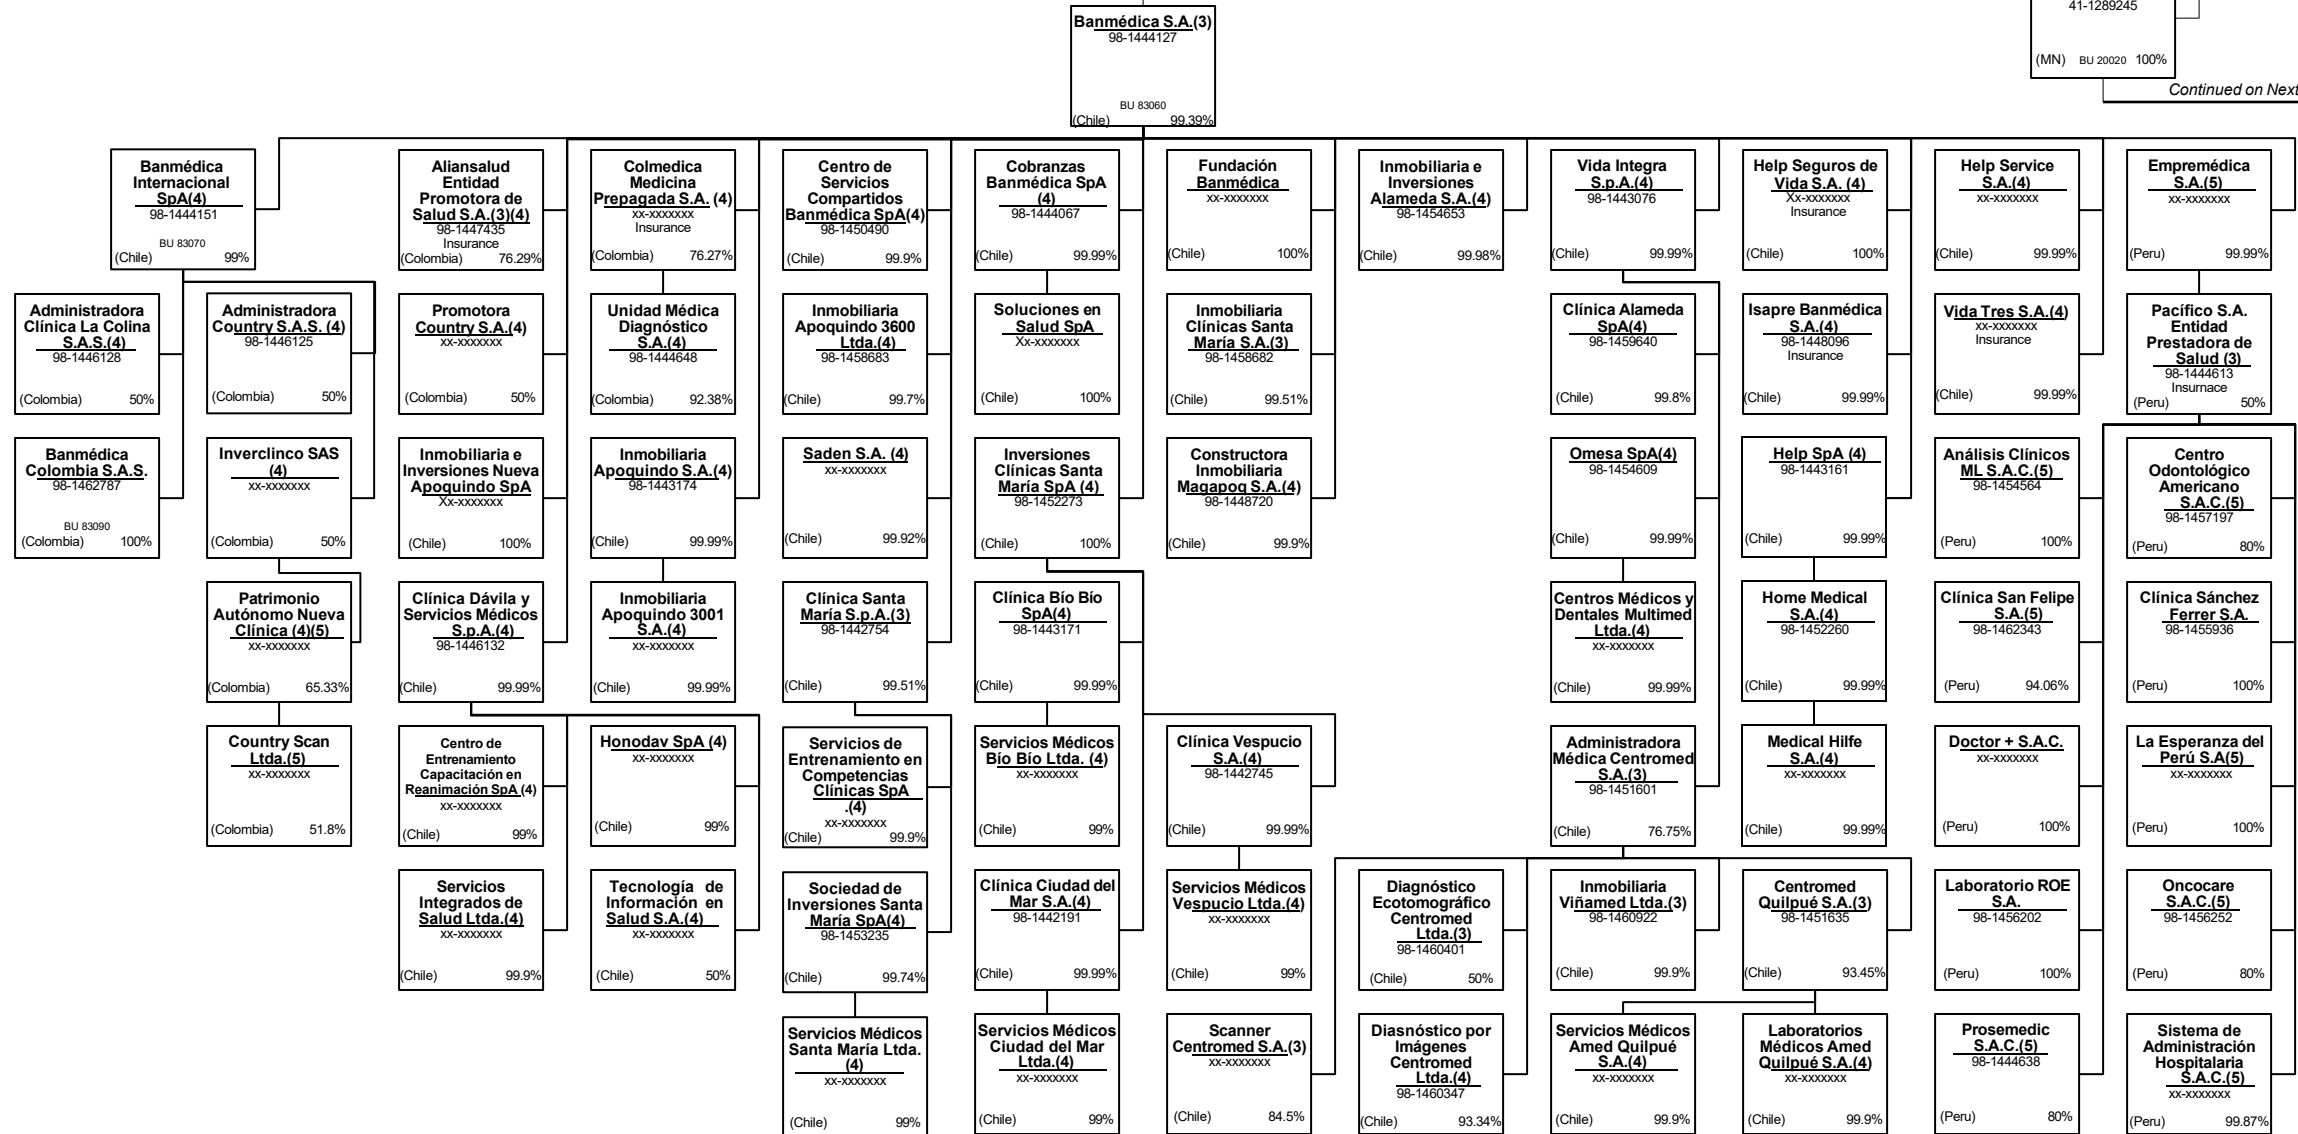 41-1289245
(MN) BU 20020 100%
Continued on Next
Banmédica S.A.(3)
98-1444127
BU 83060
(Chile) 99.39%
Banmédica
Internacional
SpA(4)
98-1444151
BU 83070
(Chile) 99%
Aliansalud
Entidad
Promotora de
Salud S.A.(3)(4)
98-1447435
Insurance
(Colombia) 76.29%
Colmedica
Medicina
Prepagada S.A. (4)
xx-xxxxxxx
Insurance
(Colombia) 76.27%
Centro de
Servicios
Compartidos
Banmédica SpA(4)
98-1450490
(Chile) 99.9%
Cobranzas
Banmédica SpA
(4)
98-1444067
(Chile) 99.99%
Fundación
Banmédica
xx-xxxxxxx
(Chile) 100%
Inmobiliaria e
Inversiones
Alameda S.A.(4)
98-1454653
(Chile) 99.98%
Vida Integra
S.p.A.(4)
98-1443076
(Chile) 99.99%
Help Seguros de
Vida S.A. (4)
Xx-xxxxxxx
Insurance
(Chile) 100%
Help Service
S.A.(4)
xx-xxxxxxx
(Chile) 99.99%
Empremédica
S.A.(5)
xx-xxxxxxx
(Peru) 99.99%
Administradora
Clínica La Colina
S.A.S.(4)
98-1446128
(Colombia) 50%
Administradora
Country S.A.S. (4)
98-1446125
(Colombia) 50%
Promotora
Country S.A.(4)
xx-xxxxxxx
(Colombia) 50%
Unidad Médica
Diagnóstico
S.A.(4)
98-1444648
(Colombia) 92.38%
Inmobiliaria
Apoquindo 3600
Ltda.(4)
98-1458683
(Chile) 99.7%
Soluciones en
Salud SpA
Xx-xxxxxxx
(Chile) 100%
Inmobiliaria
Clínicas Santa
María S.A.(3)
98-1458682
(Chile) 99.51%
Clínica Alameda
SpA(4)
98-1459640
(Chile) 99.8%
Isapre Banmédica
S.A.(4)
98-1448096
Insurance
(Chile) 99.99%
Vida Tres S.A.(4)
xx-xxxxxxx
Insurance
(Chile) 99.99%
Pacífico S.A.
Entidad
Prestadora de
Salud (3)
98-1444613
Insurnace
(Peru) 50%
Banmédica
Colombia S.A.S.
98-1462787
BU 83090
(Colombia) 100%
Inverclinco SAS
(4)
xx-xxxxxxx
(Colombia) 50%
Inmobiliaria e
Inversiones Nueva
Apoquindo SpA
Xx-xxxxxxx
(Chile) 100%
Inmobiliaria
Apoquindo S.A.(4)
98-1443174
(Chile) 99.99%
Saden S.A. (4)
xx-xxxxxxx
(Chile) 99.92%
Inversiones
Clínicas Santa
María SpA (4)
98-1452273
(Chile) 100%
Constructora
Inmobiliaria
Magapoq S.A.(4)
98-1448720
(Chile) 99.9%
Omesa SpA(4)
98-1454609
(Chile) 99.99%
Help SpA (4)
98-1443161
(Chile) 99.99%
Análisis Clínicos
ML S.A.C.(5)
98-1454564
(Peru) 100%
Centro
Odontológico
Americano
S.A.C.(5)
98-1457197
(Peru) 80%
Patrimonio
Autónomo Nueva
Clínica (4)(5)
xx-xxxxxxx
(Colombia) 65.33%
Clínica Dávila y
Servicios Médicos
S.p.A.(4)
98-1446132
(Chile) 99.99%
Inmobiliaria
Apoquindo 3001
S.A.(4)
xx-xxxxxxx
(Chile) 99.99%
Clínica Santa
María S.p.A.(3)
98-1442754
(Chile) 99.51%
Clínica Bío Bío
SpA(4)
98-1443171
(Chile) 99.99%
Centros Médicos y
Dentales Multimed
Ltda.(4)
xx-xxxxxxx
(Chile) 99.99%
Home Medical
S.A.(4)
98-1452260
(Chile) 99.99%
Clínica San Felipe
S.A.(5)
98-1462343
(Peru) 94.06%
Clínica Sánchez
Ferrer S.A.
98-1455936
(Peru) 100%
Country Scan
Ltda.(5)
xx-xxxxxxx
(Colombia) 51.8%
Centro de
Entrenamiento
Capacitación en
Reanimación SpA (4)
xx-xxxxxxx
(Chile) 99%
Honodav SpA (4)
xx-xxxxxxx
(Chile) 99%
Servicios de
Entrenamiento en
Competencias
Clínicas SpA
.(4)
xx-xxxxxxx
(Chile) 99.9%
Servicios Médicos
Bío Bío Ltda. (4)
xx-xxxxxxx
(Chile) 99%
Clínica Vespucio
S.A.(4)
98-1442745
(Chile) 99.99%
Administradora
Médica Centromed
S.A.(3)
98-1451601
(Chile) 76.75%
Medical Hilfe
S.A.(4)
xx-xxxxxxx
(Chile) 99.99%
Doctor + S.A.C.
xx-xxxxxxx
(Peru) 100%
La Esperanza del
Perú S.A(5)
xx-xxxxxxx
(Peru) 100%
Servicios
Integrados de
Salud Ltda.(4)
xx-xxxxxxx
(Chile) 99.9%
Tecnología de
Información en
Salud S.A.(4)
xx-xxxxxxx
(Chile) 50%
Sociedad de
Inversiones Santa
María SpA(4)
98-1453235
(Chile) 99.74%
Clínica Ciudad del
Mar S.A.(4)
98-1442191
(Chile) 99.99%
Servicios Médicos
Vespucio Ltda.(4)
xx-xxxxxxx
(Chile) 99%
Diagnóstico
Ecotomográfico
Centromed
Ltda.(3)
98-1460401
(Chile) 50%
Inmobiliaria
Viñamed Ltda.(3)
98-1460922
(Chile) 99.9%
Centromed
Quilpué S.A.(3)
98-1451635
(Chile) 93.45%
Laboratorio ROE
S.A.
98-1456202
(Peru) 100%
Oncocare
S.A.C.(5)
98-1456252
(Peru) 80%
Servicios Médicos
Santa María Ltda.
(4)
xx-xxxxxxx
(Chile) 99%
Servicios Médicos
Ciudad del Mar
Ltda.(4)
xx-xxxxxxx
(Chile) 99%
Scanner
Centromed S.A.(3)
xx-xxxxxxx
(Chile) 84.5%
Diasnóstico por
Imágenes
Centromed
Ltda.(4)
98-1460347
(Chile) 93.34%
Servicios Médicos
Amed Quilpué
S.A.(4)
xx-xxxxxxx
(Chile) 99.9%
Laboratorios
Médicos Amed
Quilpué S.A.(4)
xx-xxxxxxx
(Chile) 99.9%
Prosemedic
S.A.C.(5)
98-1444638
(Peru) 80%
Sistema de
Administración
Hospitalaria
S.A.C.(5)
xx-xxxxxxx
(Peru) 99.87%